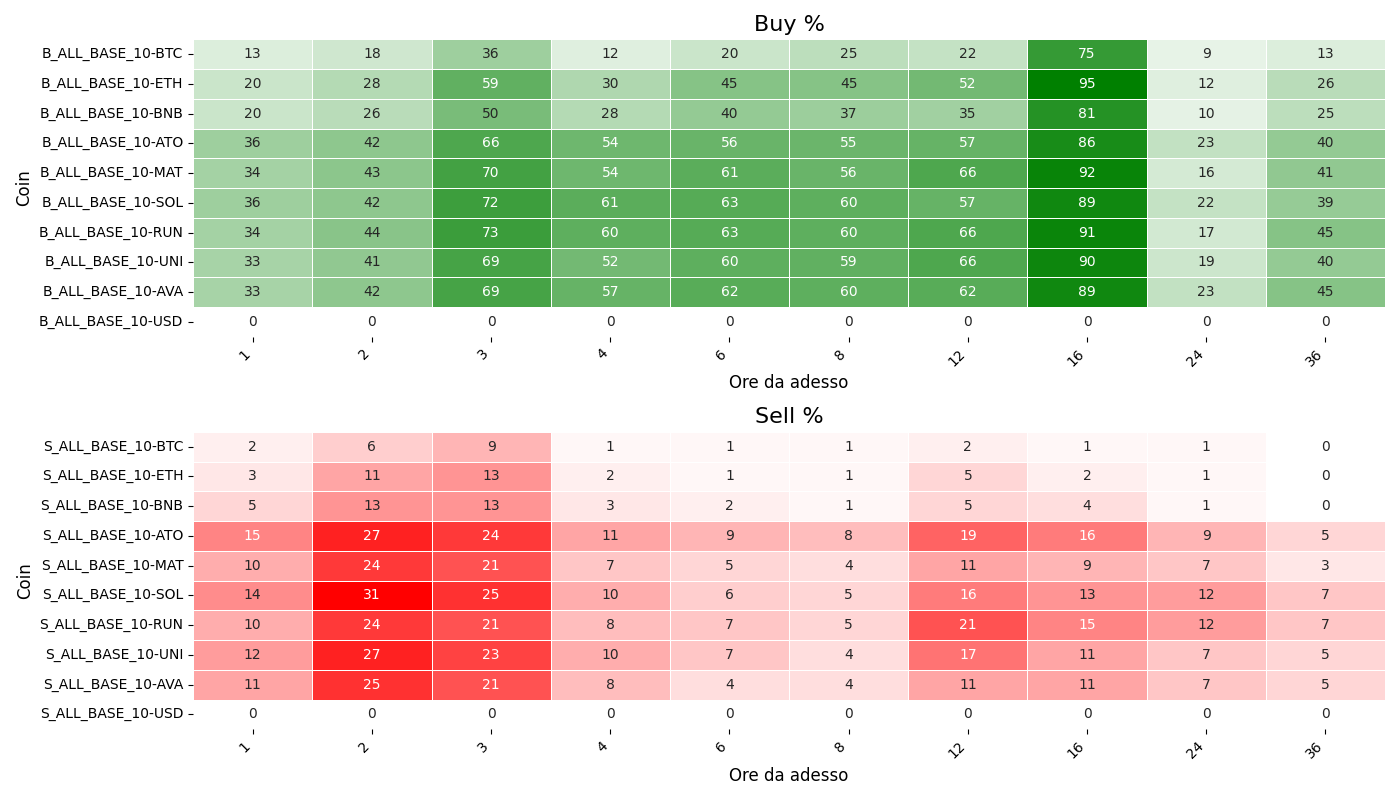 Buy %
Coin
B_ALL_BASE_10-BTC 13 18 36 12 20 25 22 75 9 13
B_ALL_BASE_10-ETH 20 28 59 30 45 45 52 95 12 26
B_ALL_BASE_10-BNB 20 26 50 28 40 37 35 81 10 25
B_ALL_BASE_10-ATO 36 42 66 54 56 55 57 86 23 40
B_ALL_BASE_10-MAT 34 43 70 54 61 56 66 92 16 41
B_ALL_BASE_10-SOL 36 42 72 61 63 60 57 89 22 39
B_ALL_BASE_10-RUN 34 44 73 60 63 60 66 91 17 45
B_ALL_BASE_10-UNI 33 41 69 52 60 59 66 90 19 40
B_ALL_BASE_10-AVA 33 42 69 57 62 60 62 89 23 45
B_ALL_BASE_10-USD 0 0 0 0 0 0 0 0 0 0
1 2 3 4 6 8 12 16 24 36
Ore da adesso
Sell %
Coin
S_ALL_BASE_10-BTC 2 6 9 1 1 1 2 1 1 0
S_ALL_BASE_10-ETH 3 11 13 2 1 1 5 2 1 0
S_ALL_BASE_10-BNB 5 13 13 3 2 1 5 4 1 0
S_ALL_BASE_10-ATO 15 27 24 11 9 8 19 16 9 5
S_ALL_BASE_10-MAT 10 24 21 7 5 4 11 9 7 3
S_ALL_BASE_10-SOL 14 31 25 10 6 5 16 13 12 7
S_ALL_BASE_10-RUN 10 24 21 8 7 5 21 15 12 7
S_ALL_BASE_10-UNI 12 27 23 10 7 4 17 11 7 5
S_ALL_BASE_10-AVA 11 25 21 8 4 4 11 11 7 5
S_ALL_BASE_10-USD 0 0 0 0 0 0 0 0 0 0
1 2 3 4 6 8 12 16 24 36
Ore da adesso